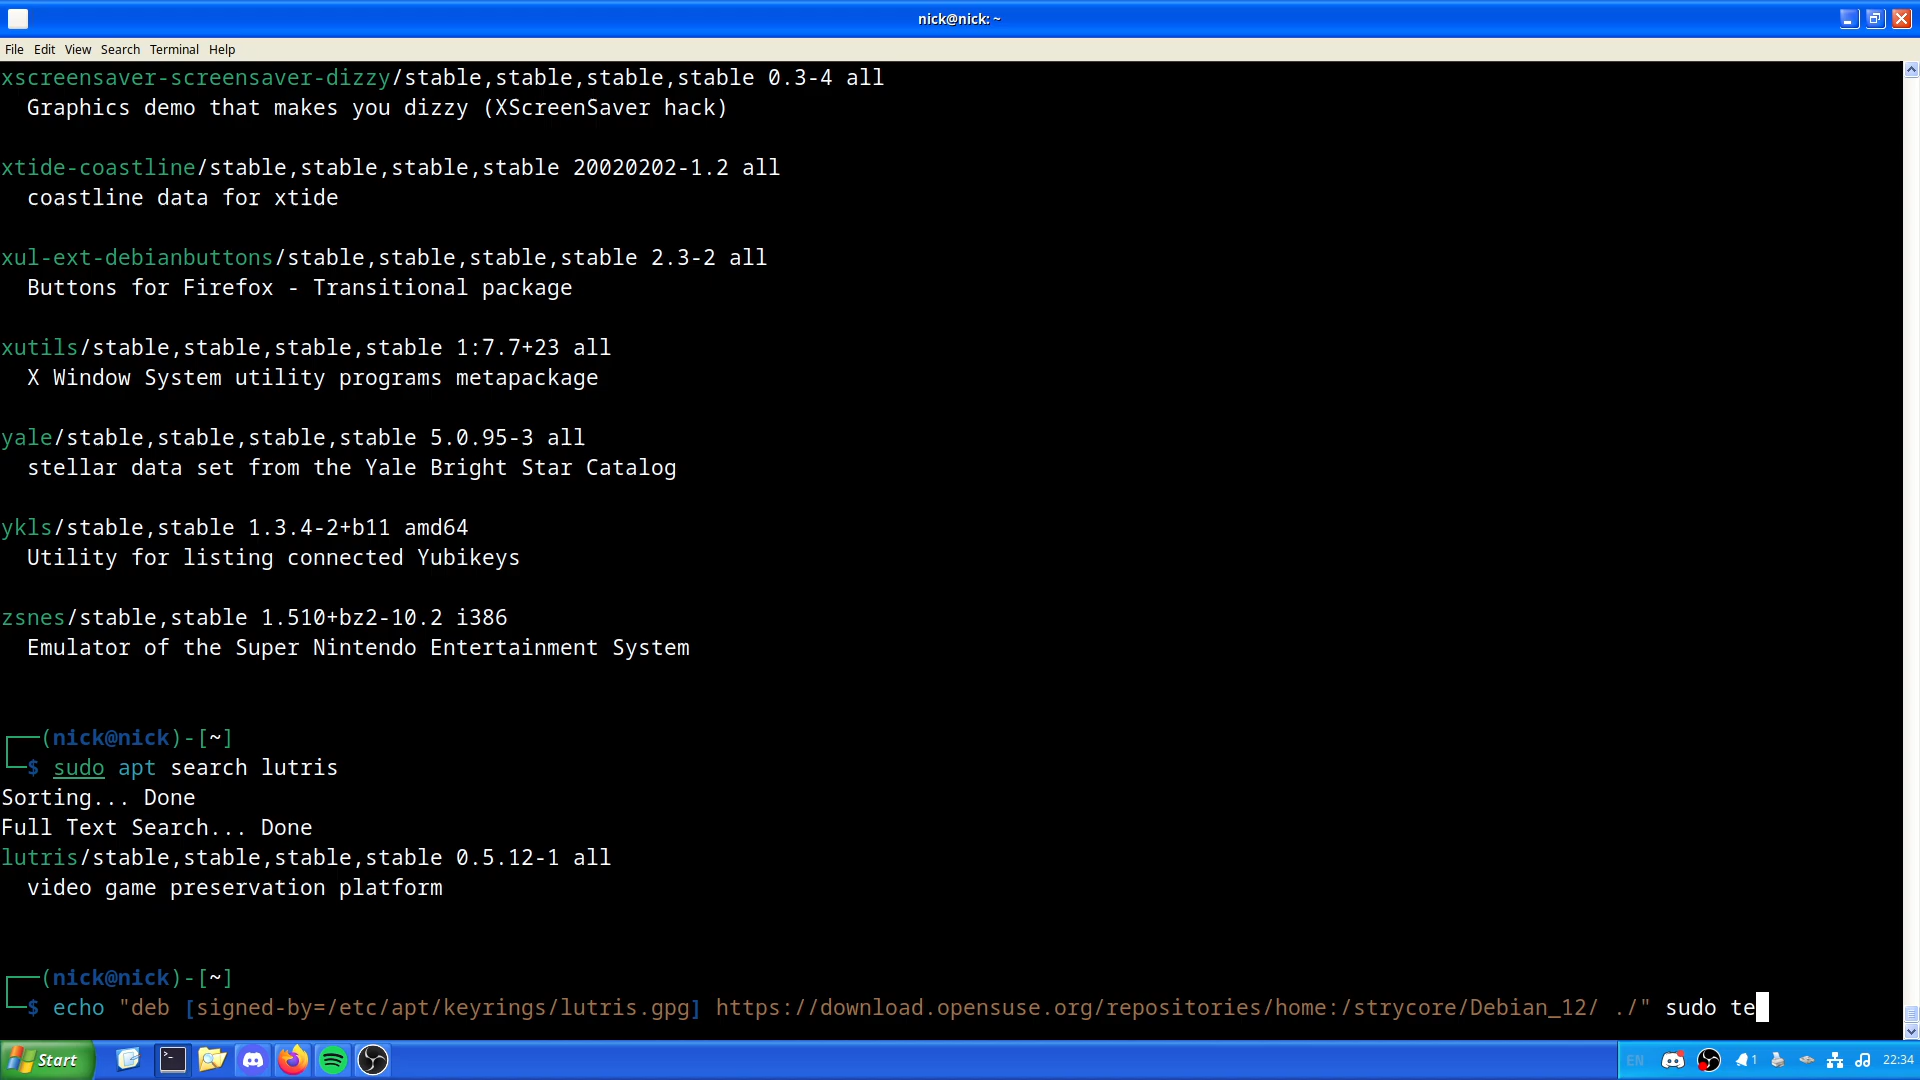 nick@nick: ~
File Edit View Search Terminal Help
xscreensaver-screensaver-dizzy/stable,stable,stable,stable 0.3-4 all
  Graphics demo that makes you dizzy (XScreenSaver hack)
xtide-coastline/stable,stable,stable,stable 20020202-1.2 all
  coastline data for xtide
xul-ext-debianbuttons/stable,stable,stable,stable 2.3-2 all
  Buttons for Firefox - Transitional package
xutils/stable,stable,stable,stable 1:7.7+23 all
  X Window System utility programs metapackage
yale/stable,stable,stable,stable 5.0.95-3 all
  stellar data set from the Yale Bright Star Catalog
ykls/stable,stable 1.3.4-2+b11 amd64
  Utility for listing connected Yubikeys
zsnes/stable,stable 1.510+bz2-10.2 i386
  Emulator of the Super Nintendo Entertainment System
┌──(nick@nick)-[~]
└─$ sudo apt search lutris
Sorting... Done
Full Text Search... Done
lutris/stable,stable,stable,stable 0.5.12-1 all
  video game preservation platform
┌──(nick@nick)-[~]
└─$ echo "deb [signed-by=/etc/apt/keyrings/lutris.gpg] https://download.opensuse.org/repositories/home:/strycore/Debian_12/ ./" sudo te
Start EN 1 22:34